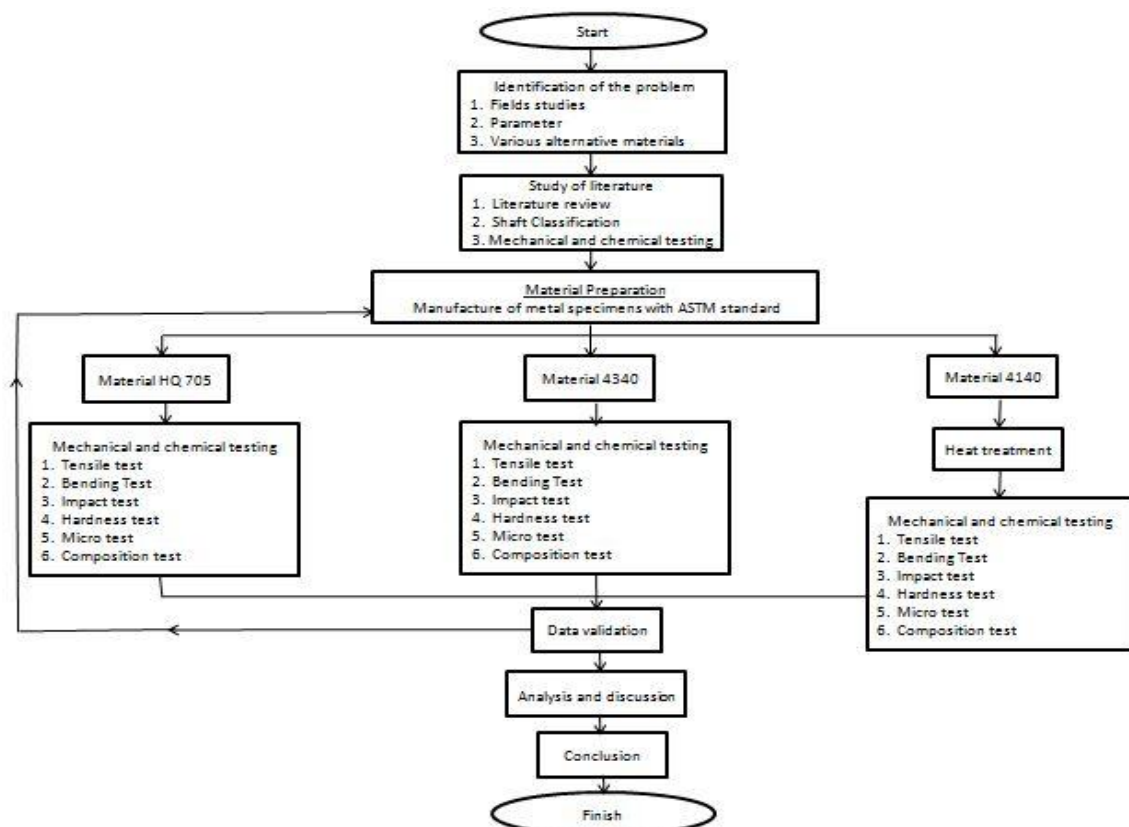 Start
Identification of the problem
1. Fields studies
2. Parameter
3. Various alternative materials
Study of literature
1. Literature review
2. Shaft Classification
3. Mechanical and chemical testing
Material Preparation
Manufacture of metal specimens with ASTM standard
Material HQ 705
Material 4340
Material 4140
Heat treatment
Mechanical and chemical testing
1. Tensile test
2. Bending Test
3. Impact test
4. Hardness test
5. Micro test
6. Composition test
Mechanical and chemical testing
1. Tensile test
2. Bending Test
3. Impact test
4. Hardness test
5. Micro test
6. Composition test
Mechanical and chemical testing
1. Tensile test
2. Bending Test
3. Impact test
4. Hardness test
5. Micro test
6. Composition test
Data validation
Analysis and discussion
Conclusion
Finish